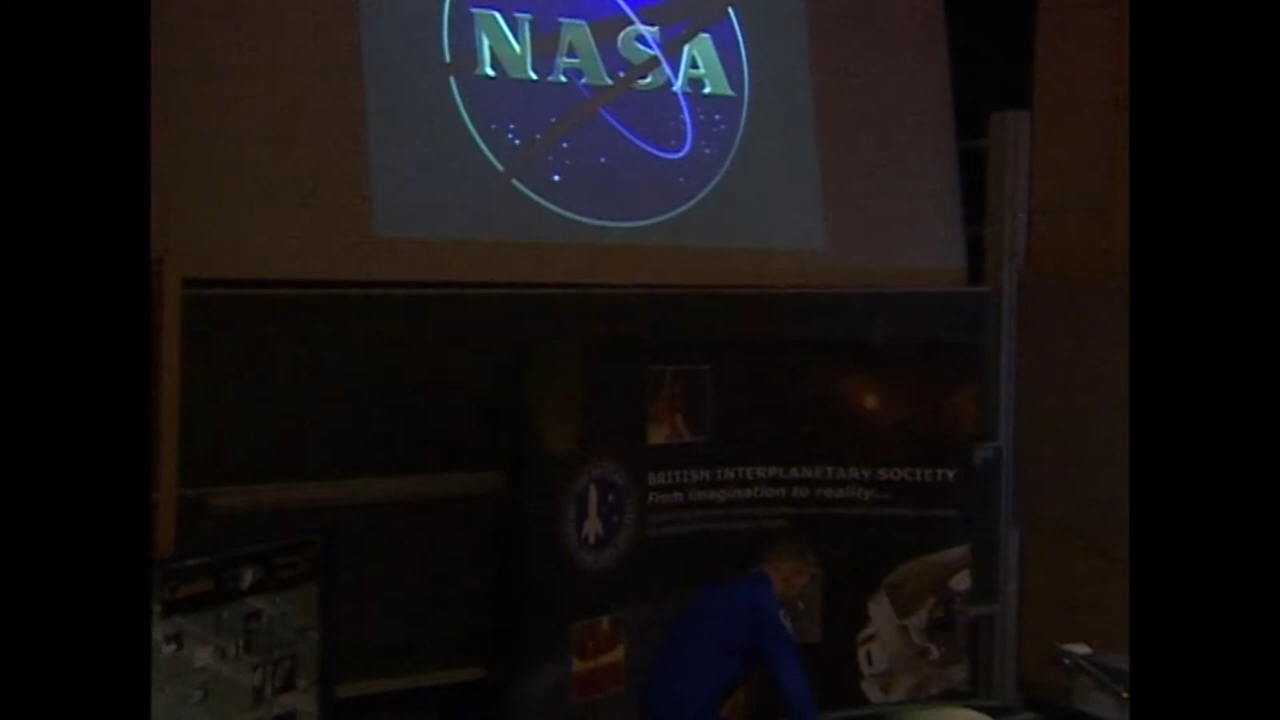 NASA
BRITISH INTERPLANETARY SOCIETY
From imagination to reality...